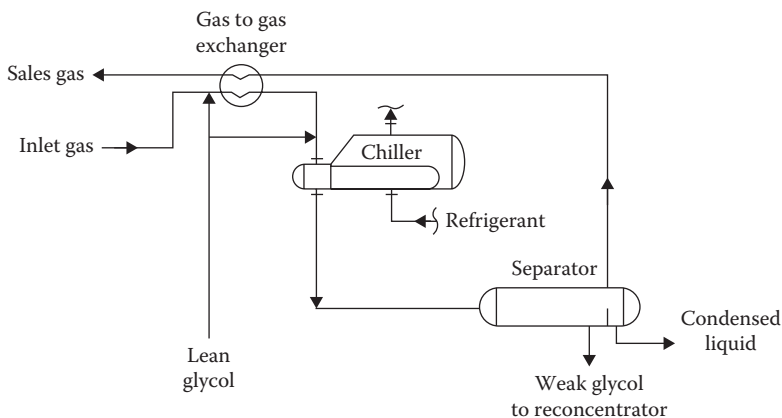 Gas to gas
exchanger
Sales gas
Inlet gas
Chiller
Refrigerant
Separator
Condensed
liquid
Lean
glycol
Weak glycol
to reconcentrator